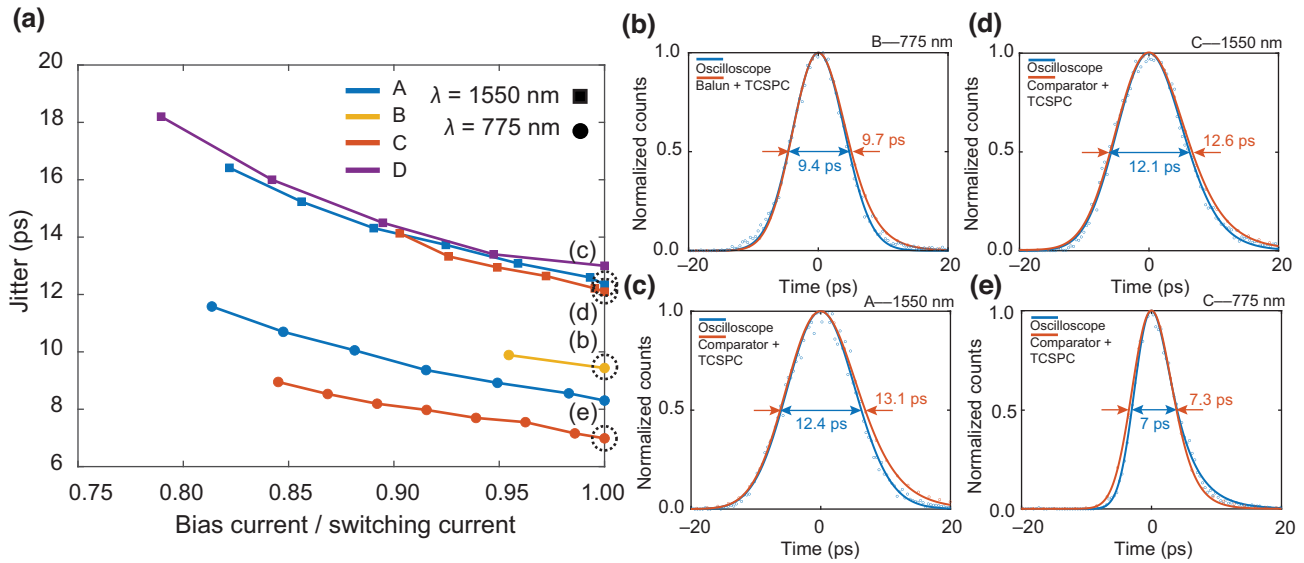 (a)
20
18
16
14
12
10
8
6
Jitter (ps)
0.75 0.80 0.85 0.90 0.95 1.00
Bias current / switching current
A
B
C
D
λ = 1550 nm
λ = 775 nm
(c)
(d)
(b)
(e)
(b)
B—775 nm
Oscilloscope
Balun + TCSPC
9.7 ps
9.4 ps
Normalized counts
1.0
0.5
0.0
−20 0 20
Time (ps)
(c)
A—1550 nm
Oscilloscope
Comparator +
TCSPC
13.1 ps
12.4 ps
Normalized counts
1.0
0.5
0.0
−20 0 20
Time (ps)
(d)
C—1550 nm
Oscilloscope
Comparator +
TCSPC
12.6 ps
12.1 ps
Normalized counts
1.0
0.5
0.0
−20 0 20
Time (ps)
(e)
C—775 nm
Oscilloscope
Comparator +
TCSPC
7.3 ps
7 ps
Normalized counts
1.0
0.5
0.0
−20 −10 0 10 20
Time (ps)